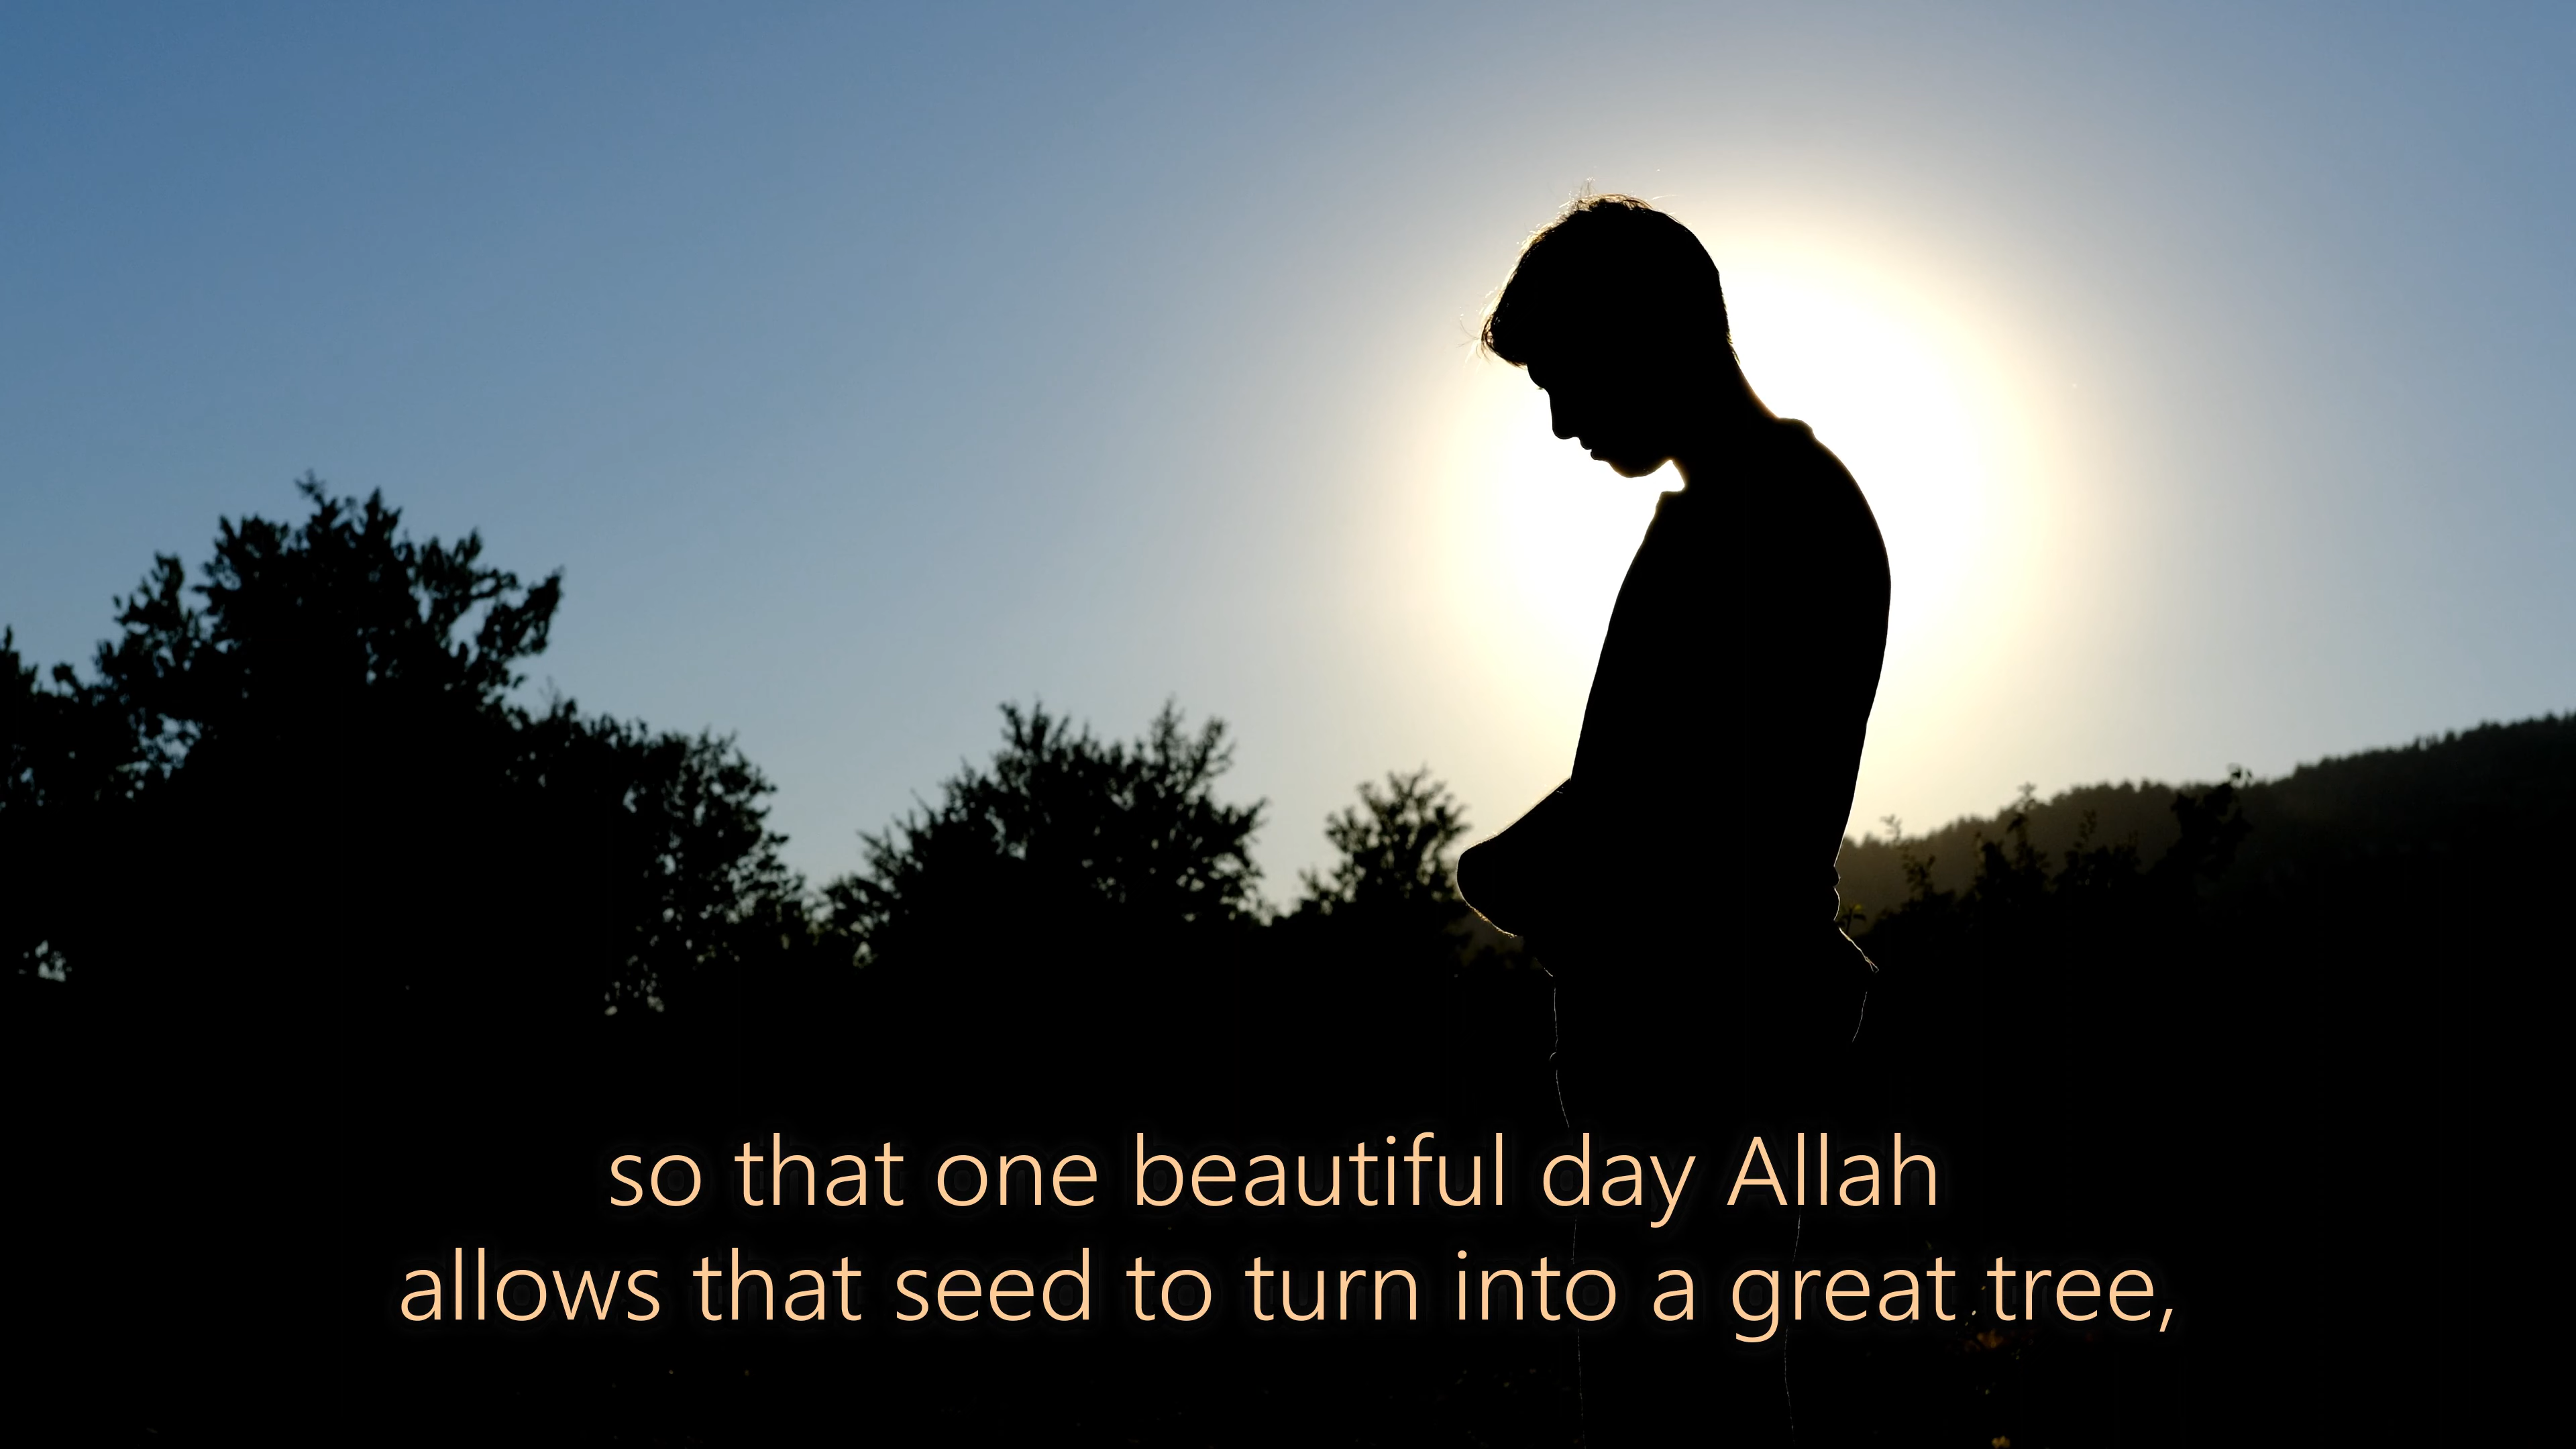 so that one beautiful day Allah
allows that seed to turn into a great tree,